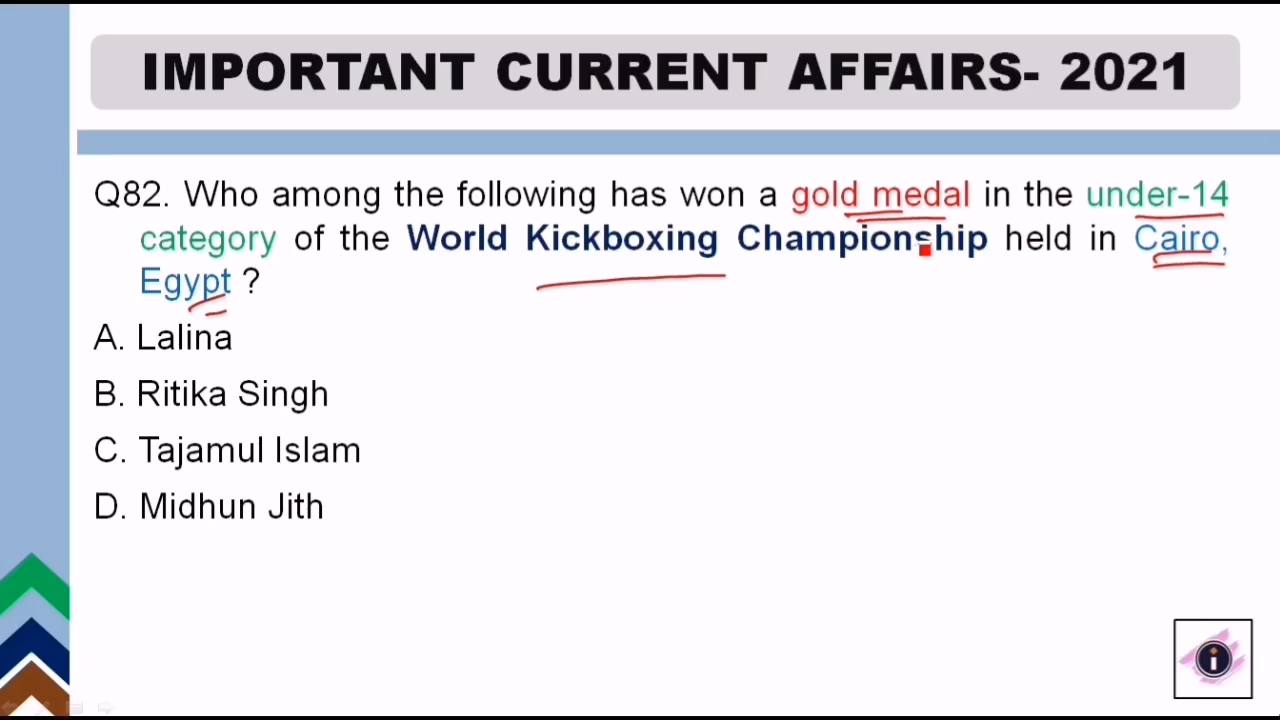 IMPORTANT CURRENT AFFAIRS- 2021
Q82. Who among the following has won a gold medal in the under-14
category of the World Kickboxing Championship held in Cairo,
Egypt ?
A. Lalina
B. Ritika Singh
C. Tajamul Islam
D. Midhun Jith
i